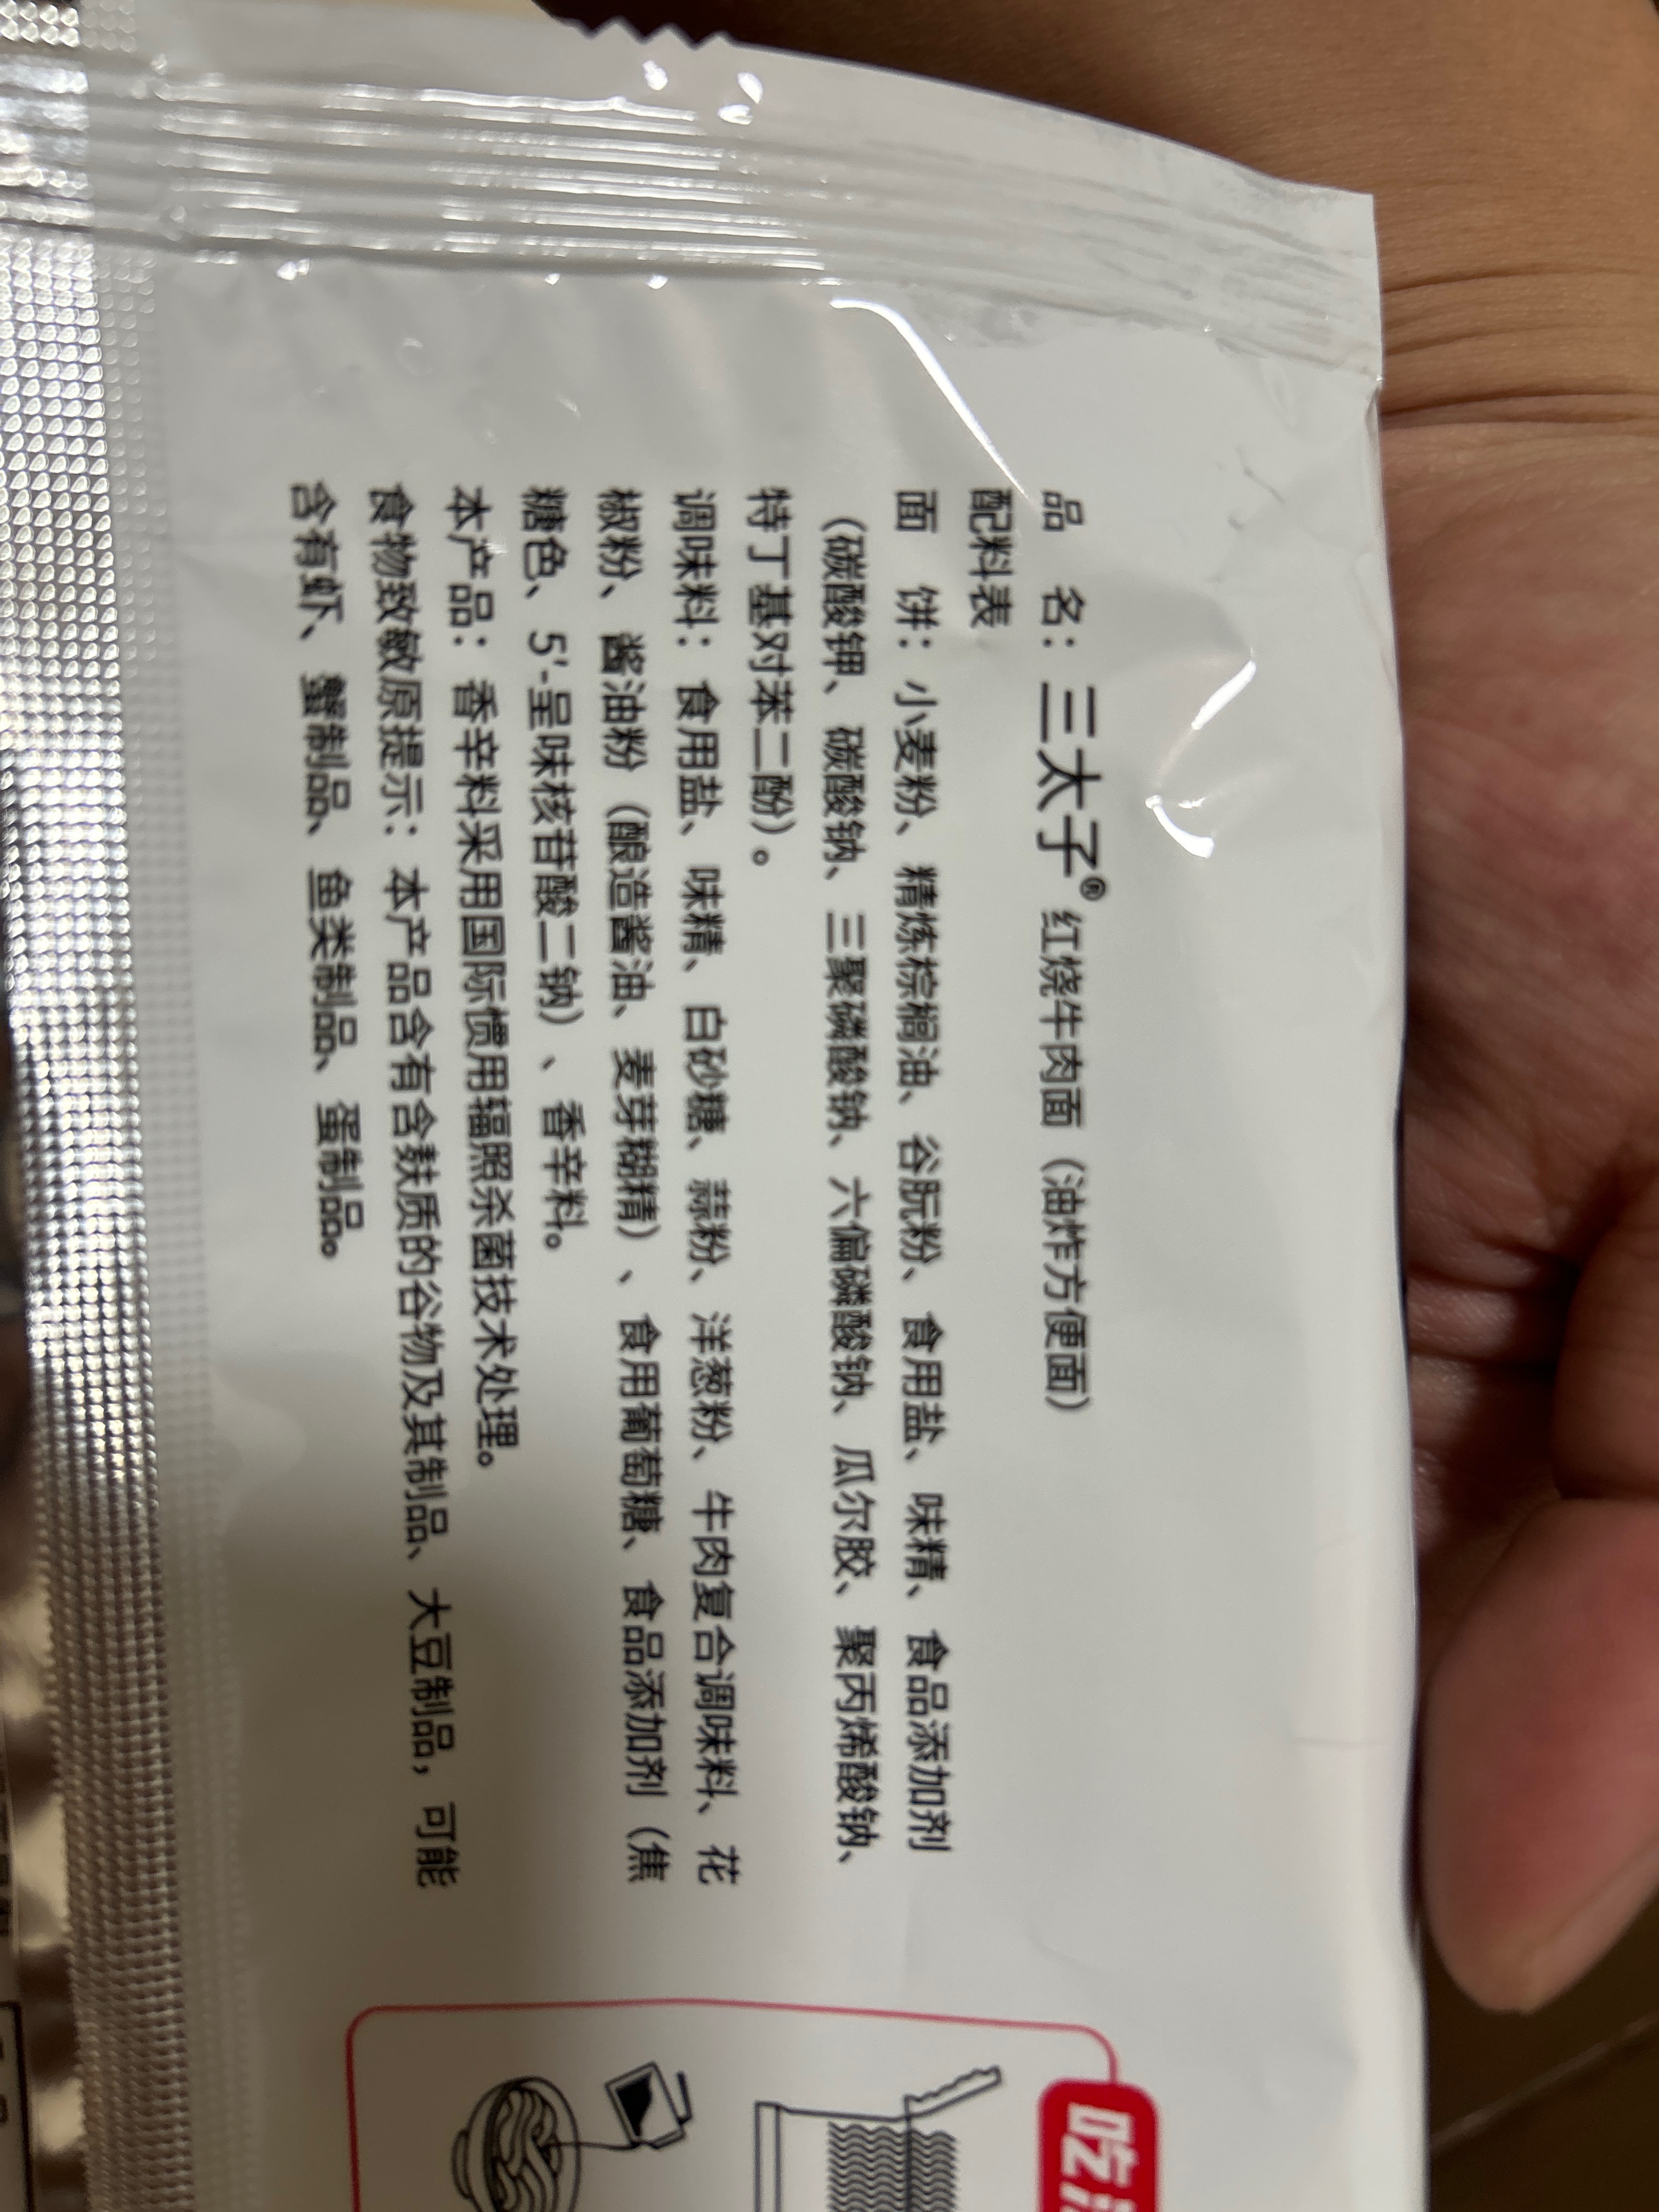 品 名：三太子® 红烧牛肉面（油炸方便面）
配料表
面 饼：小麦粉、精炼棕榈油、谷朊粉、食用盐、味精、食品添加剂
（碳酸钾、碳酸钠、三聚磷酸钠、六偏磷酸钠、瓜尔胶、聚丙烯酸钠、
特丁基对苯二酚）。
调味料：食用盐、味精、白砂糖、蒜粉、洋葱粉、牛肉复合调味料、花
椒粉、酱油粉（酿造酱油、麦芽糊精）、食用葡萄糖、食品添加剂（焦
糖色、5'-呈味核苷酸二钠）、香辛料。
本产品：香辛料采用国际惯用辐照杀菌技术处理。
食物致敏原提示：本产品含有含麸质的谷物及其制品、大豆制品，可能
含有虾、蟹制品、鱼类制品、蛋制品。
吃法